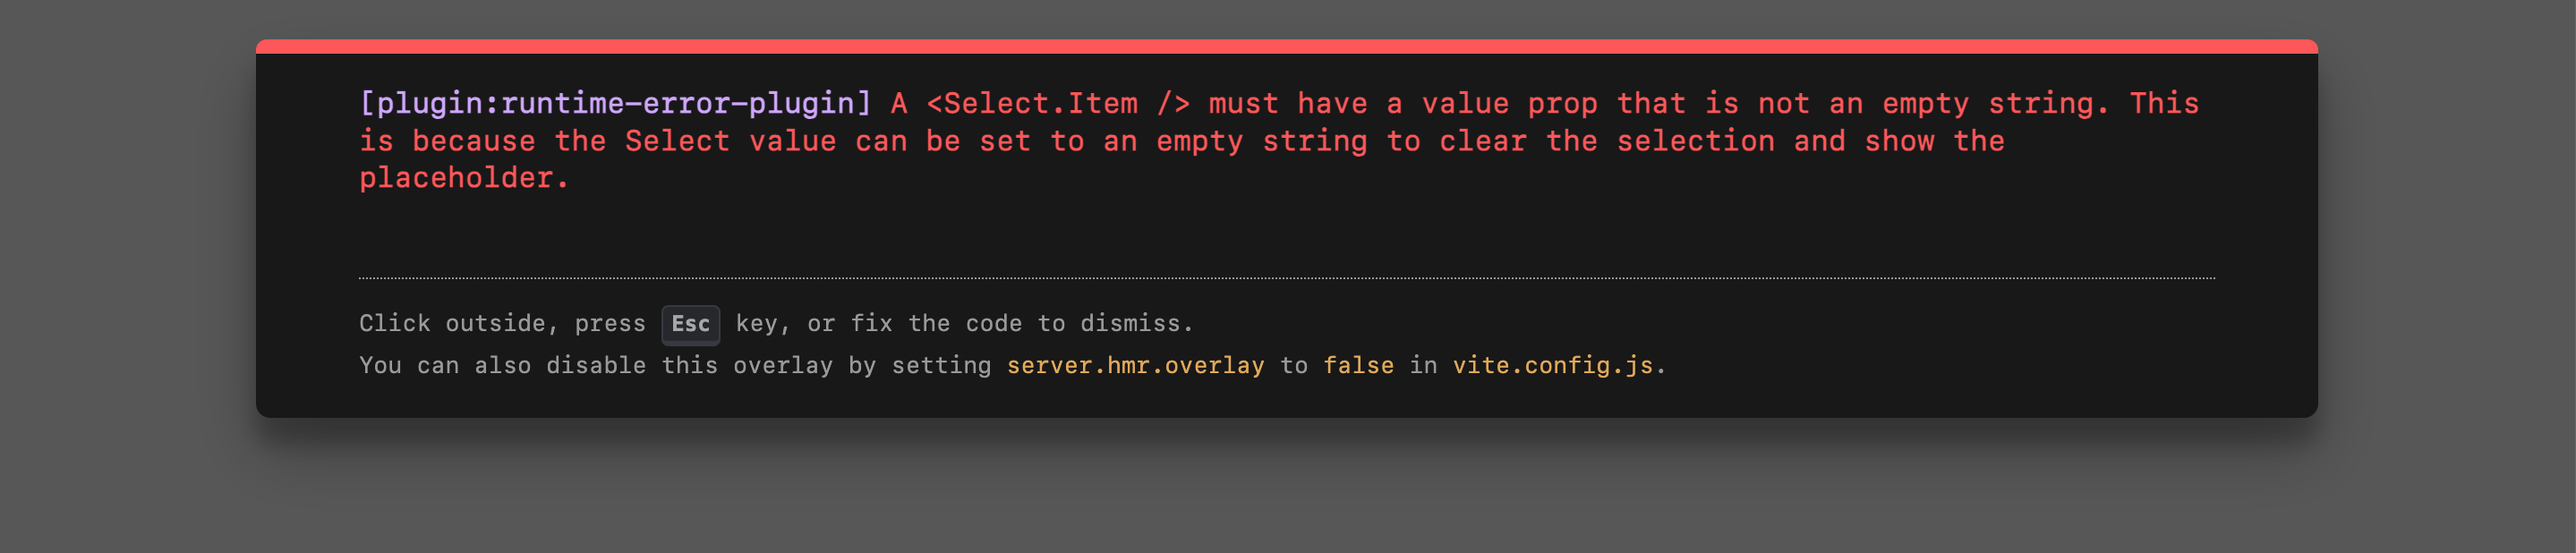 [plugin:runtime-error-plugin] A <Select.Item /> must have a value prop that is not an empty string. This
is because the Select value can be set to an empty string to clear the selection and show the
placeholder.
Click outside, press Esc key, or fix the code to dismiss.
You can also disable this overlay by setting server.hmr.overlay to false in vite.config.js.